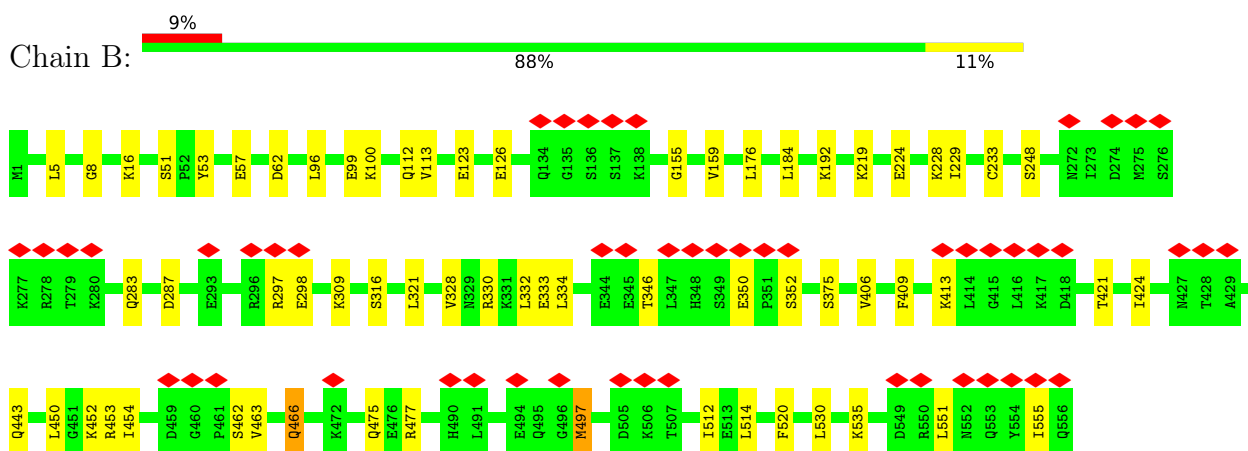 9%
Chain B:
88% 11%
M1 L5 G8 K16 S51 P52 Y53 E57 D62 L96 E99 K100 Q112 V113 E123 E126 Q134 G135 S136 S137 K138 G155 V159 L176 L184 K192 K219 E224 K228 I229 C233 S248 N272 I273 D274 M275 S276
K277 R278 T279 K280 Q283 D287 E293 R296 R297 E298 K309 S316 L321 V328 N329 R330 K331 L332 E333 L334 E344 E345 T346 L347 H348 S349 E350 P351 S352 S375 V406 F409 K413 L414 G415 L416 K417 D418 T421 I424 N427 T428 A429
Q443 L450 G451 K452 R453 I454 D459 G460 P461 S462 V463 Q466 K472 Q475 E476 R477 H490 L491 E494 Q495 G496 M497 D505 K506 T507 I512 E513 L514 F520 L530 K535 D549 R550 L551 N552 Q553 Y554 I555 Q556